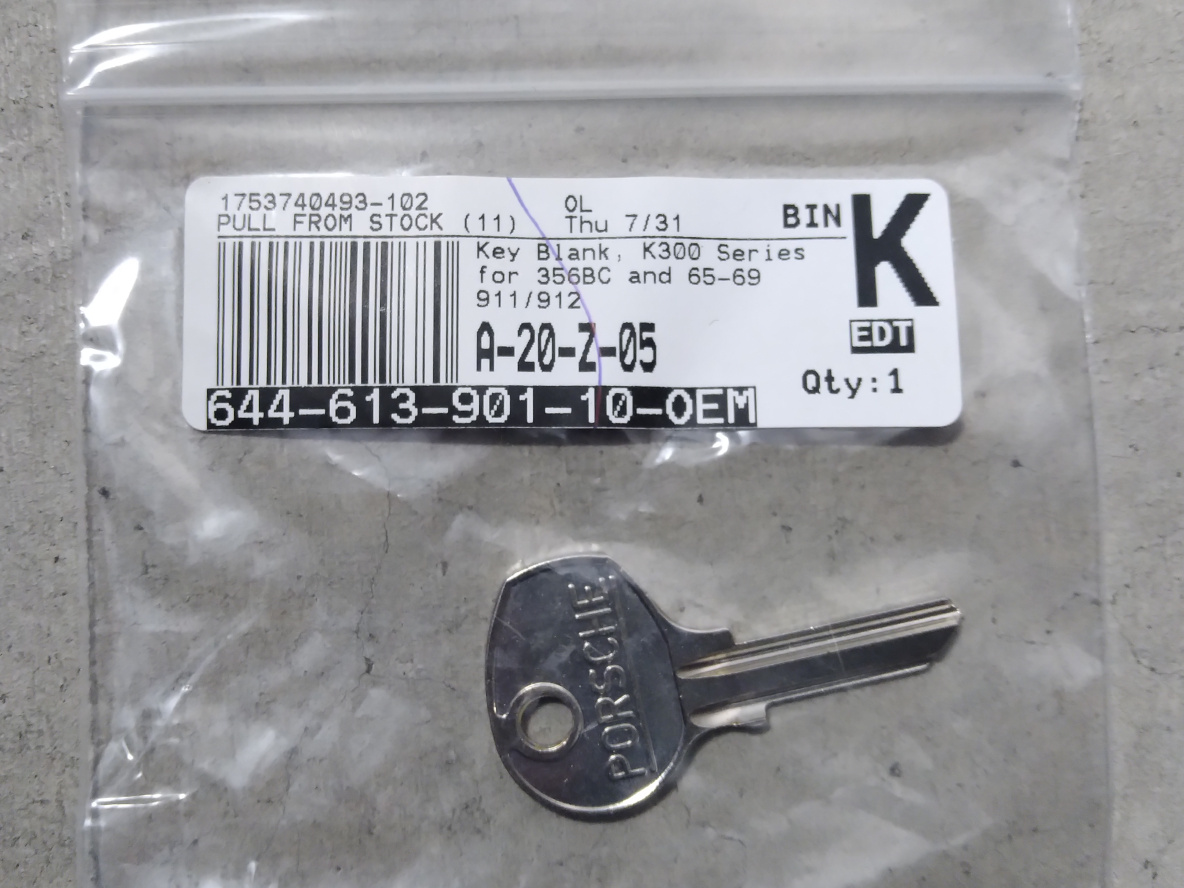 1753740493-102
OL
PULL FROM STOCK (11)
Thu 7/31
BIN K
Key Blank, K300 Series
for 356BC and 65-69
911/912
EDT
A-20-Z-05
Qty:1
644-613-901-10-OEM
PORSCHE